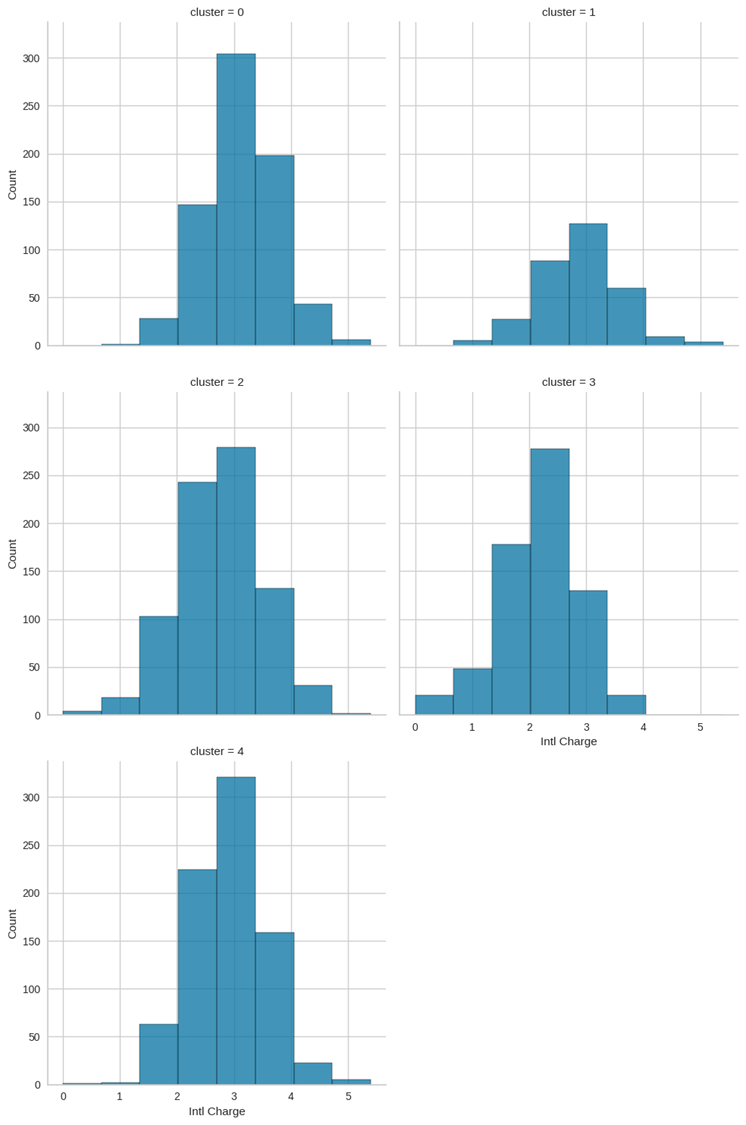 cluster = 0
cluster = 1
300
250
200
150
100
50
0
Count
cluster = 2
cluster = 3
300
250
200
150
100
50
0
Count
0 1 2 3 4 5
Intl Charge
cluster = 4
300
250
200
150
100
50
0
Count
0 1 2 3 4 5
Intl Charge